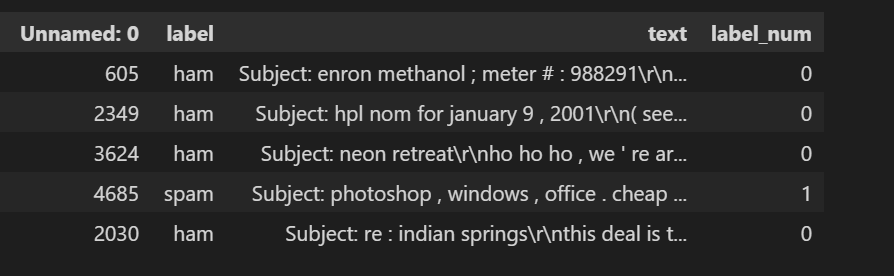 Unnamed: 0 label text label_num
605 ham Subject: enron methanol ; meter # : 988291\r\n... 0
2349 ham Subject: hpl nom for january 9 , 2001\r\n( see... 0
3624 ham Subject: neon retreat\r\nho ho ho , we ' re ar... 0
4685 spam Subject: photoshop , windows , office . cheap ... 1
2030 ham Subject: re : indian springs\r\nthis deal is t... 0